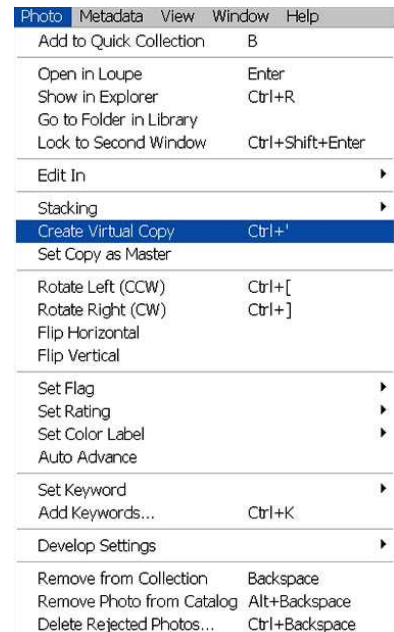 Photo Metadata View Window Help
Add to Quick Collection B
Open in Loupe Enter
Show in Explorer Ctrl+R
Go to Folder in Library
Lock to Second Window Ctrl+Shift+Enter
Edit In
Stacking
Create Virtual Copy Ctrl+'
Set Copy as Master
Rotate Left (CCW) Ctrl+[
Rotate Right (CW) Ctrl+]
Flip Horizontal
Flip Vertical
Set Flag
Set Rating
Set Color Label
Auto Advance
Set Keyword
Add Keywords... Ctrl+K
Develop Settings
Remove from Collection Backspace
Remove Photo from Catalog Alt+Backspace
Delete Rejected Photos... Ctrl+Backspace